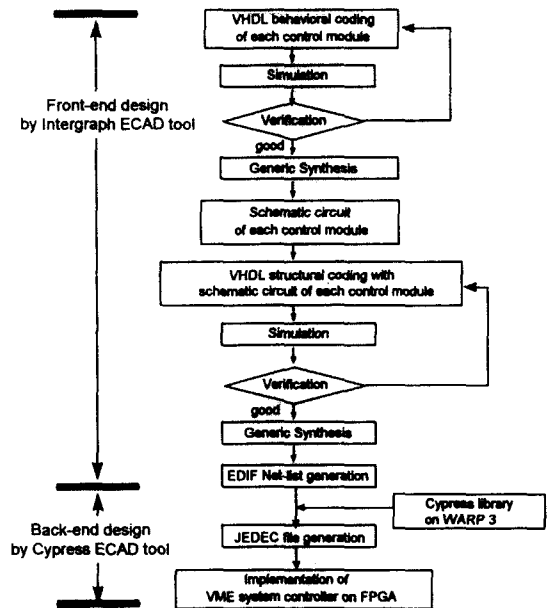 VHDL behavioral coding
of each control module
Simulation
Verification
good
Generic Synthesis
Schematic circuit
of each control module
VHDL structural coding with
schematic circuit of each control module
Simulation
Verification
good
Generic Synthesis
EDIF Net-list generation
Cypress library
on WARP 3
JEDEC file generation
Implementation of
VME system controller on FPGA
Front-end design
by Intergraph ECAD tool
Back-end design
by Cypress ECAD tool